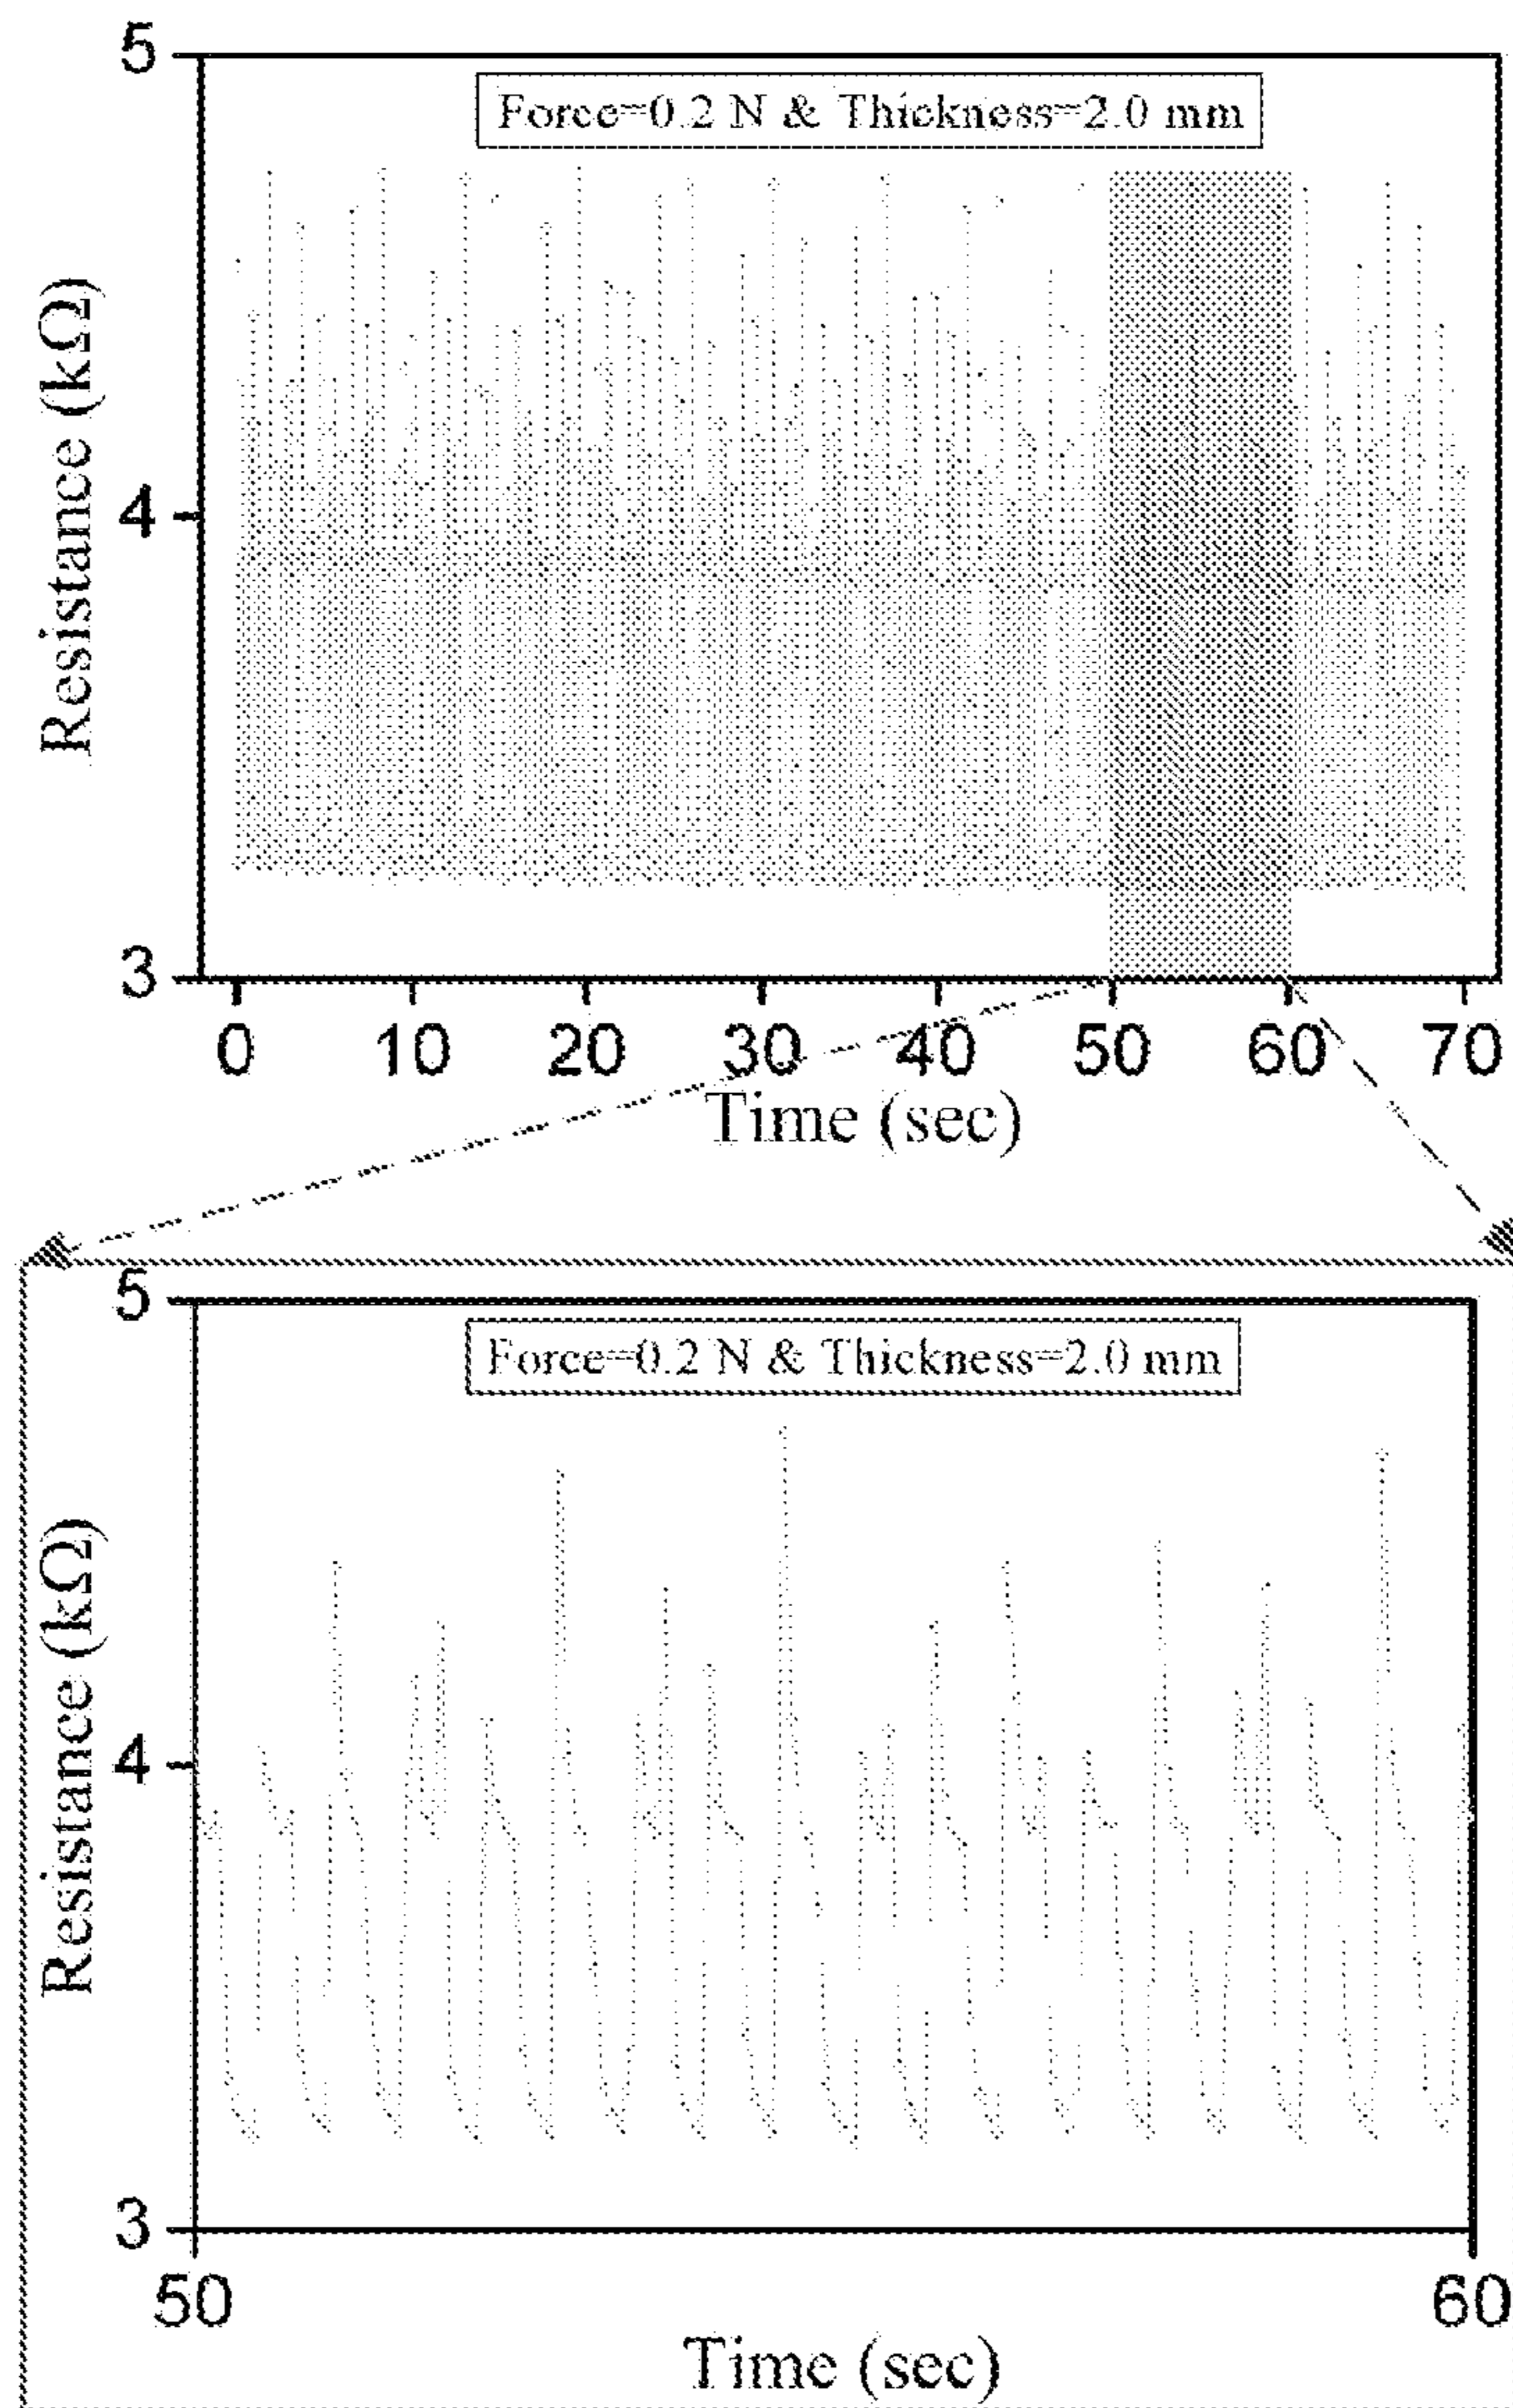 5
Force=0.2 N & Thickness=2.0 mm
4
Resistance (kΩ)
3
0 10 20 30 40 50 60 70
Time (sec)
5
Force=0.2 N & Thickness=2.0 mm
4
Resistance (kΩ)
3
50 60
Time (sec)